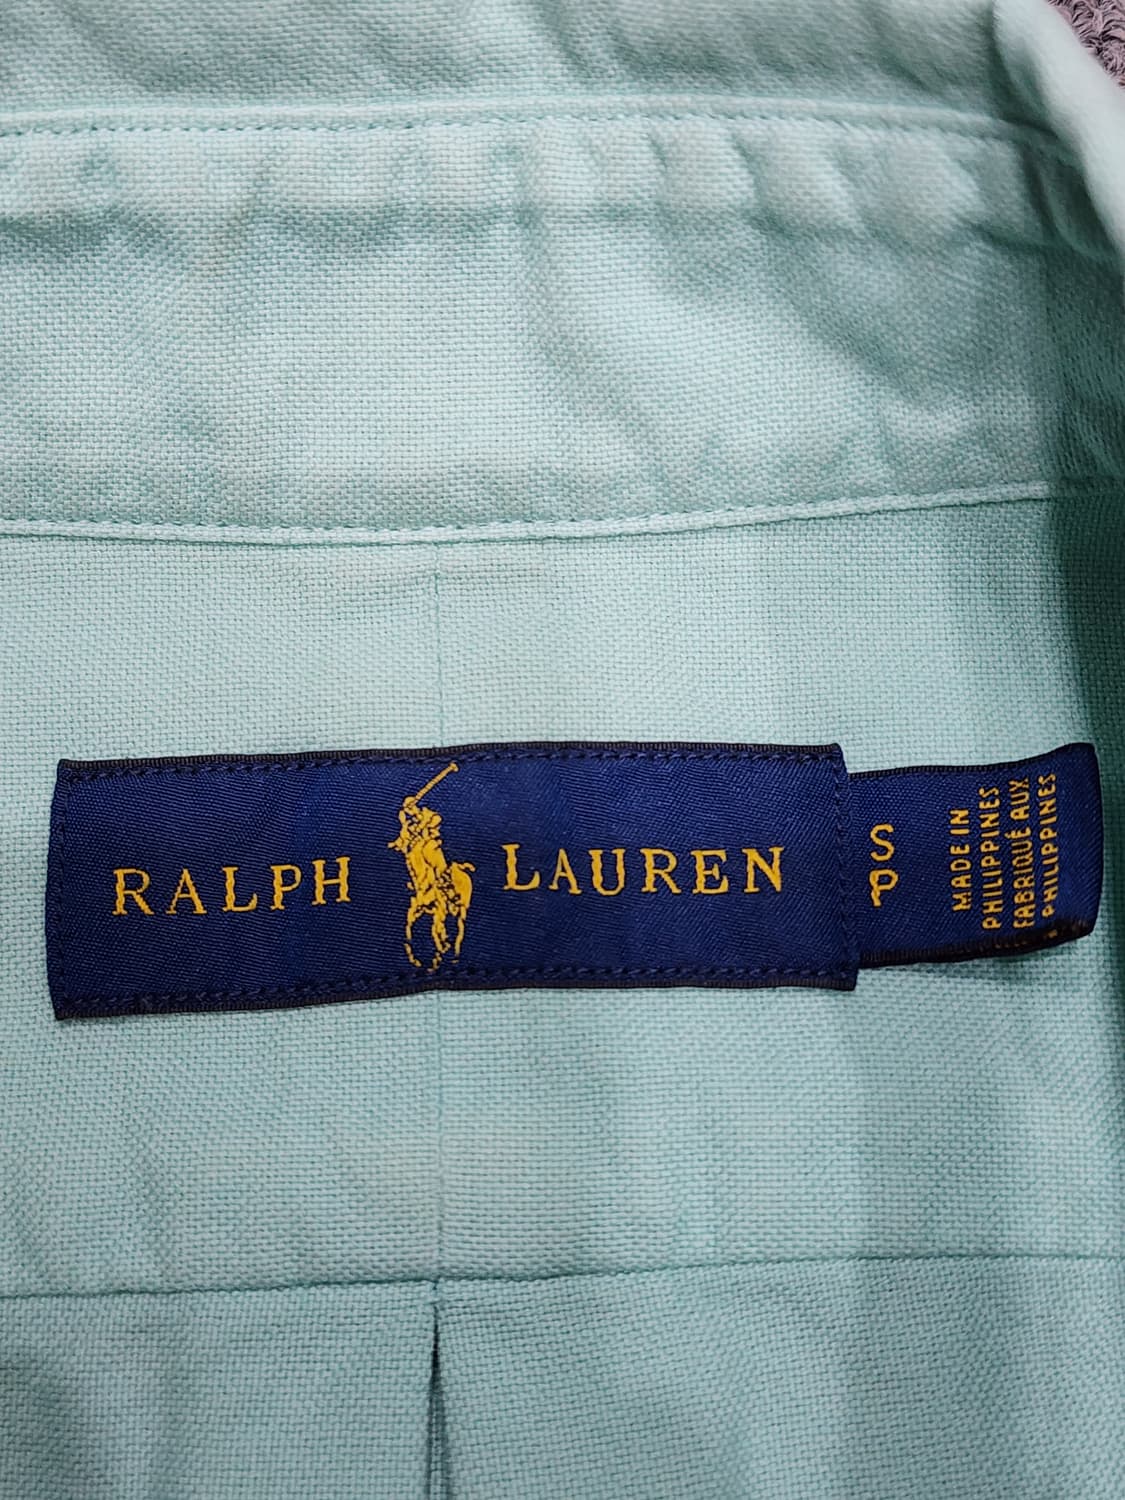 RALPH LAUREN
S
P
MADE IN
PHILIPPINES
FABRIQUÉ AUX
PHILIPPINES